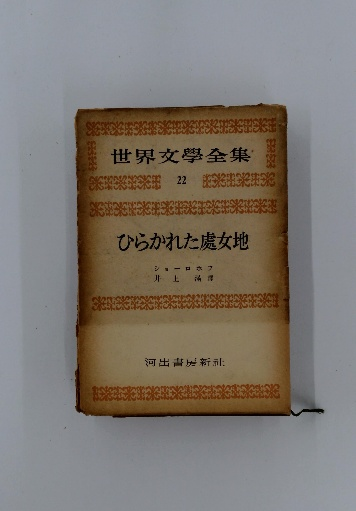 世界文學全集
22
ひらかれた處女地
ショーロホフ
井上 満 譯
河出書房新社